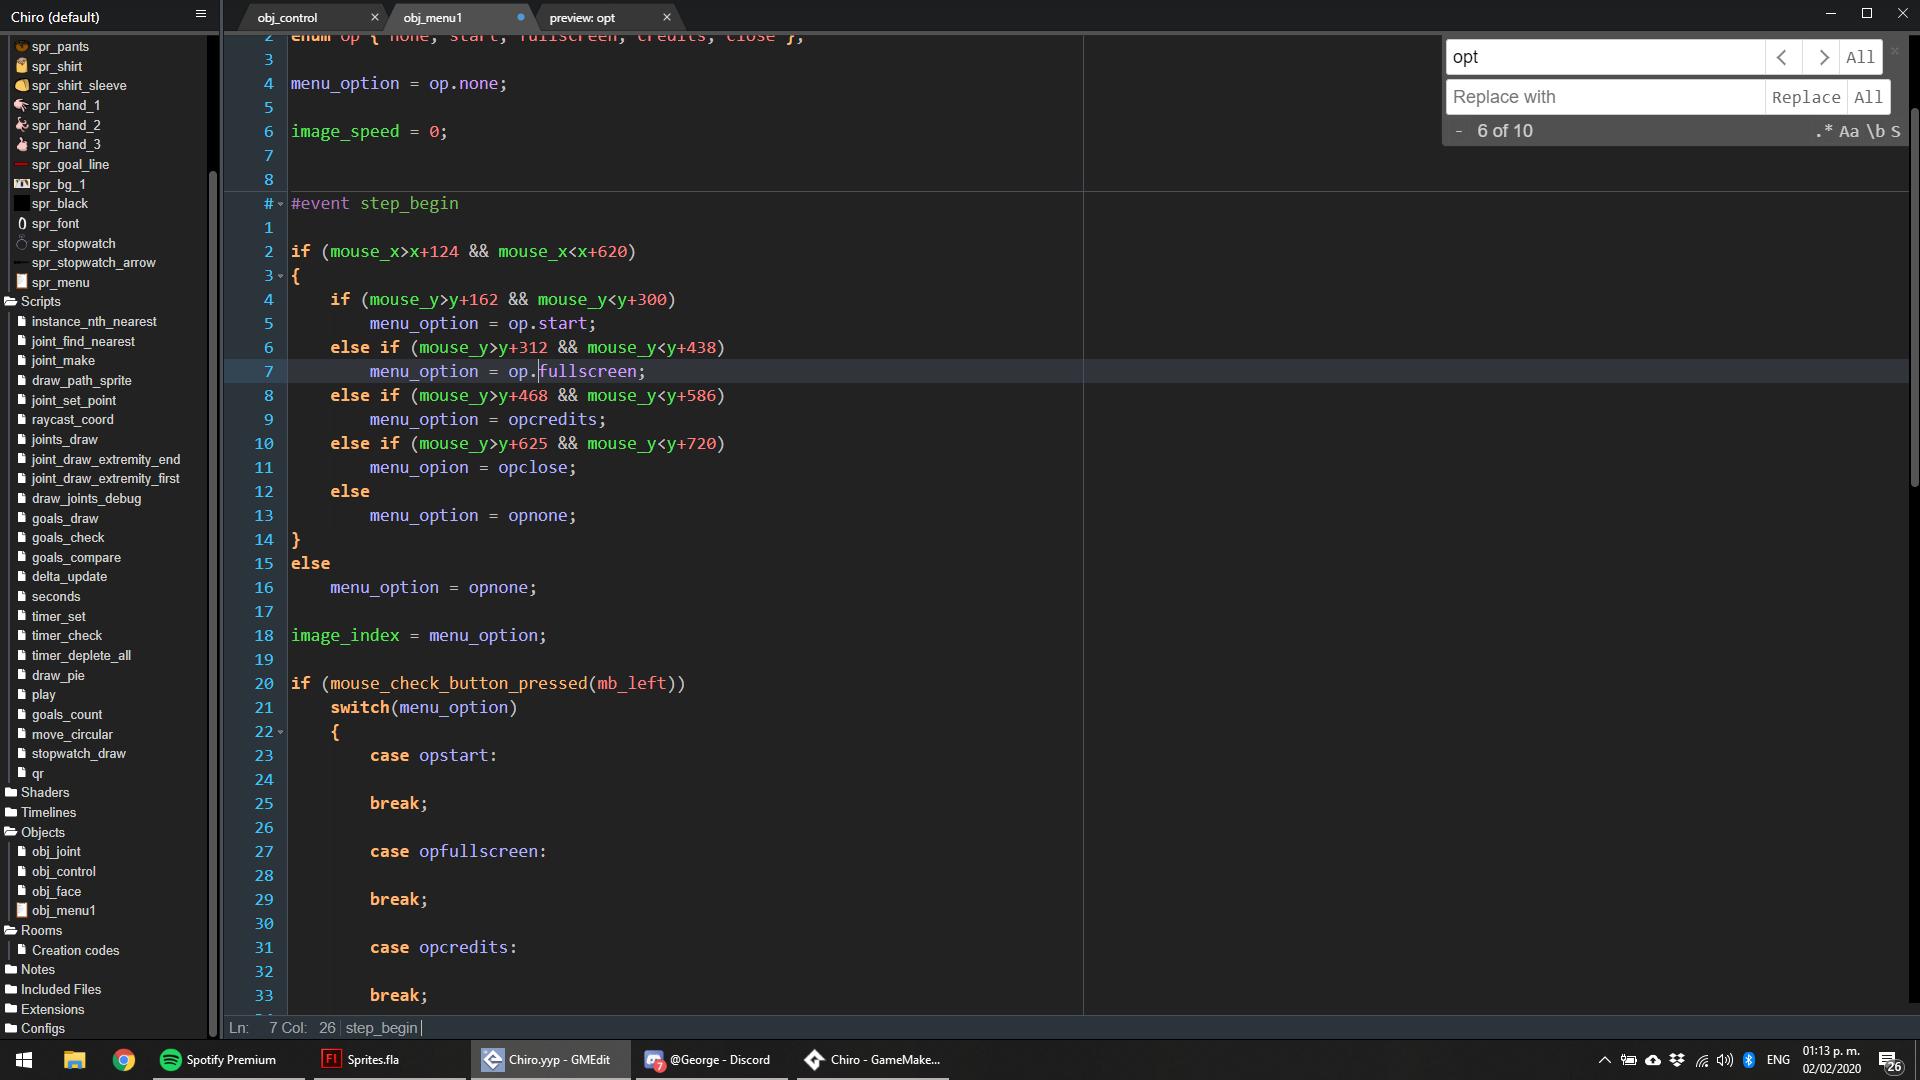 Chiro (default)
obj_control
obj_menu1
preview: opt
spr_pants
spr_shirt
spr_shirt_sleeve
spr_hand_1
spr_hand_2
spr_hand_3
spr_goal_line
spr_bg_1
spr_black
spr_font
spr_stopwatch
spr_stopwatch_arrow
spr_menu
Scripts
instance_nth_nearest
joint_find_nearest
joint_make
draw_path_sprite
joint_set_point
raycast_coord
joints_draw
joint_draw_extremity_end
joint_draw_extremity_first
draw_joints_debug
goals_draw
goals_check
goals_compare
delta_update
seconds
timer_set
timer_check
timer_deplete_all
draw_pie
play
goals_count
move_circular
stopwatch_draw
qr
Shaders
Timelines
Objects
obj_joint
obj_control
obj_face
obj_menu1
Rooms
Creation codes
Notes
Included Files
Extensions
Configs
2 enum op { none, start, fullscreen, credits, close };
3
4 menu_option = op.none;
5
6 image_speed = 0;
7
8
# #event step_begin
1
2 if (mouse_x>x+124 && mouse_x<x+620)
3 {
4 if (mouse_y>y+162 && mouse_y<y+300)
5 menu_option = op.start;
6 else if (mouse_y>y+312 && mouse_y<y+438)
7 menu_option = op.fullscreen;
8 else if (mouse_y>y+468 && mouse_y<y+586)
9 menu_option = opcredits;
10 else if (mouse_y>y+625 && mouse_y<y+720)
11 menu_opion = opclose;
12 else
13 menu_option = opnone;
14 }
15 else
16 menu_option = opnone;
17
18 image_index = menu_option;
19
20 if (mouse_check_button_pressed(mb_left))
21 switch(menu_option)
22 {
23 case opstart:
24
25 break;
26
27 case opfullscreen:
28
29 break;
30
31 case opcredits:
32
33 break;
opt
All
Replace with
Replace All
- 6 of 10
.* Aa \b S
Ln: 7 Col: 26 step_begin
Spotify Premium
Fl Sprites.fla
Chiro.yyp - GMEdit
7 @George - Discord
Chiro - GameMake...
ENG
01:13 p. m.
02/02/2020
26